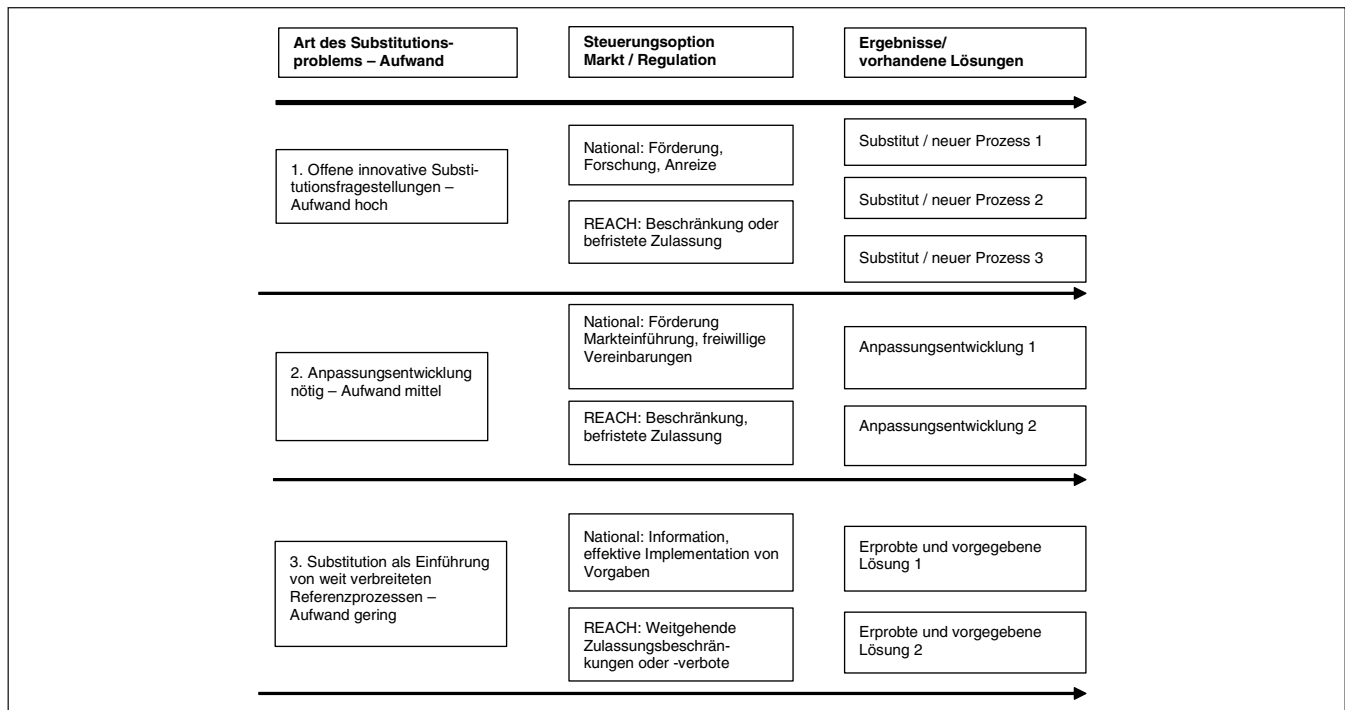 Art des Substitutions-
problems – Aufwand
Steuerungsoption
Markt / Regulation
Ergebnisse/
vorhandene Lösungen
1. Offene innovative Substi-
tutionsfragestellungen –
Aufwand hoch
National: Förderung,
Forschung, Anreize
REACH: Beschränkung oder
befristete Zulassung
Substitut / neuer Prozess 1
Substitut / neuer Prozess 2
Substitut / neuer Prozess 3
2. Anpassungsentwicklung
nötig – Aufwand mittel
National: Förderung
Markteinführung, freiwillige
Vereinbarungen
REACH: Beschränkung,
befristete Zulassung
Anpassungsentwicklung 1
Anpassungsentwicklung 2
3. Substitution als Einführung
von weit verbreiteten
Referenzprozessen –
Aufwand gering
National: Information,
effektive Implementation von
Vorgaben
REACH: Weitgehende
Zulassungsbeschrän-
kungen oder -verbote
Erprobte und vorgegebene
Lösung 1
Erprobte und vorgegebene
Lösung 2